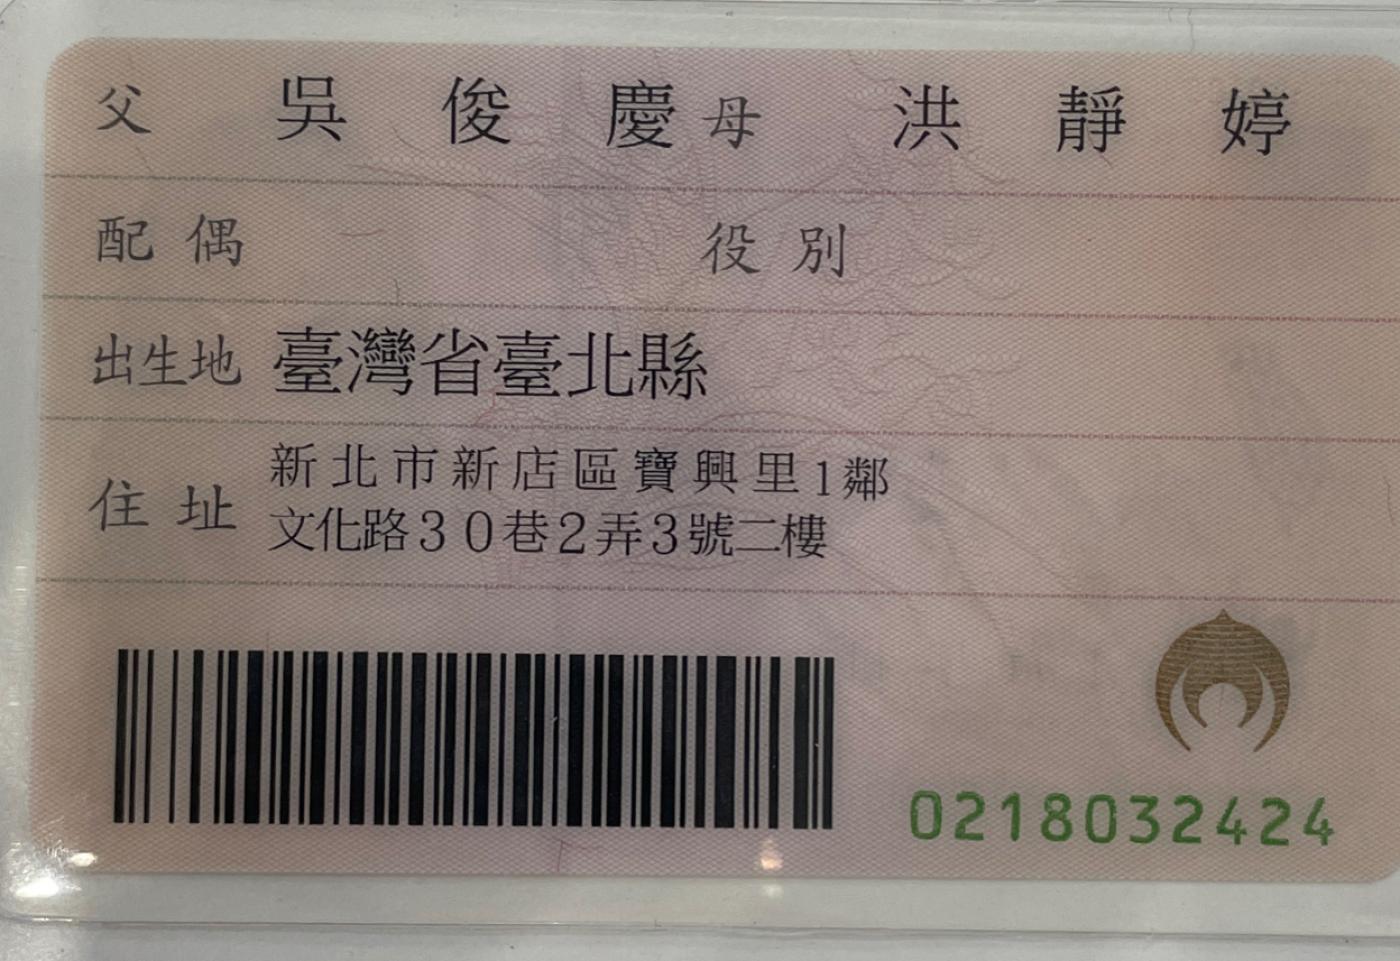 父 吳俊慶 母 洪靜婷
配偶 役別
出生地 臺灣省臺北縣
住址 新北市新店區寶興里1鄰
文化路30巷2弄3號二樓
0218032424